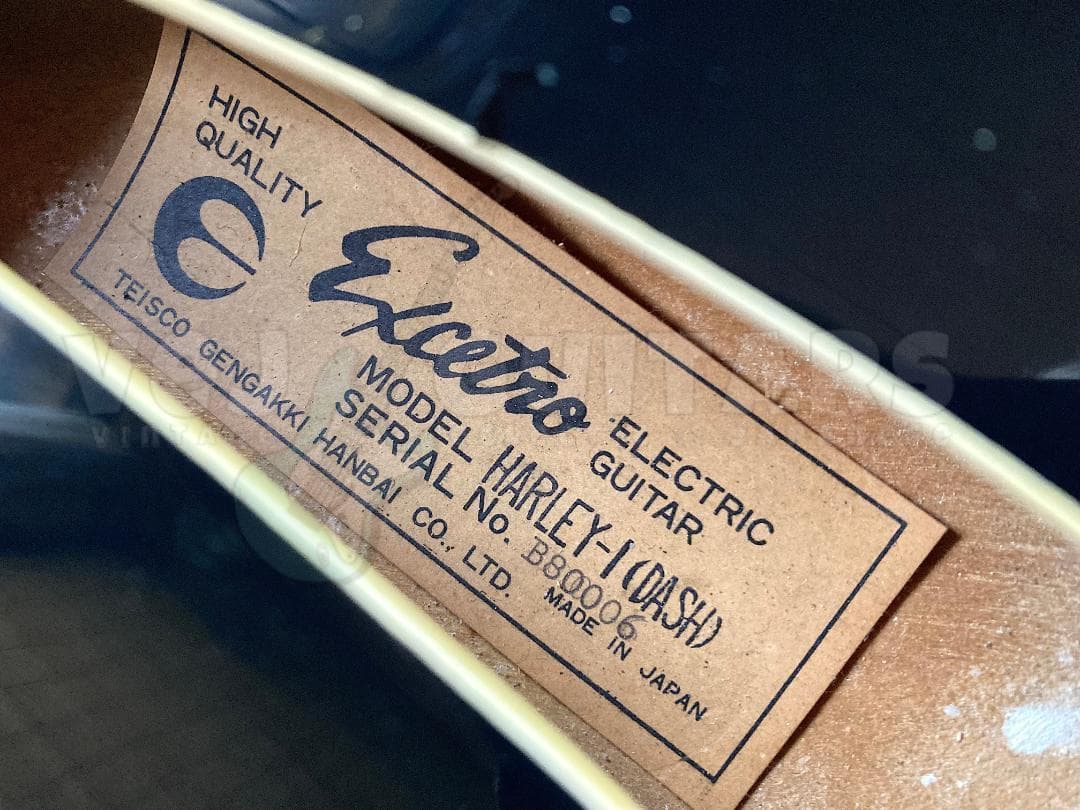 HIGH
QUALITY
E
Excetro
ELECTRIC
GUITAR
MODEL HARLEY-1 (DASH)
SERIAL No. B80006
TEISCO GENGAKKI HANBAI CO., LTD. MADE IN JAPAN